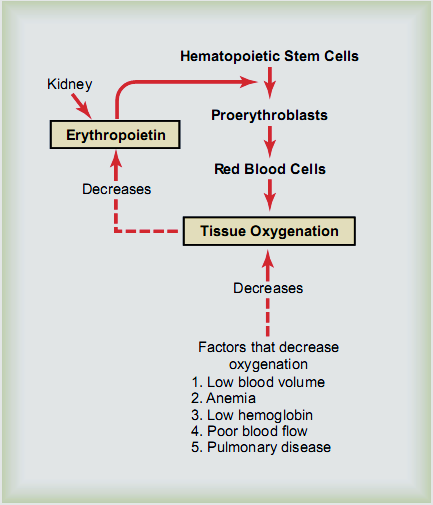 Hematopoietic Stem Cells
Kidney
Proerythroblasts
Erythropoietin
Red Blood Cells
Decreases
Tissue Oxygenation
Decreases
Factors that decrease
oxygenation
1. Low blood volume
2. Anemia
3. Low hemoglobin
4. Poor blood flow
5. Pulmonary disease